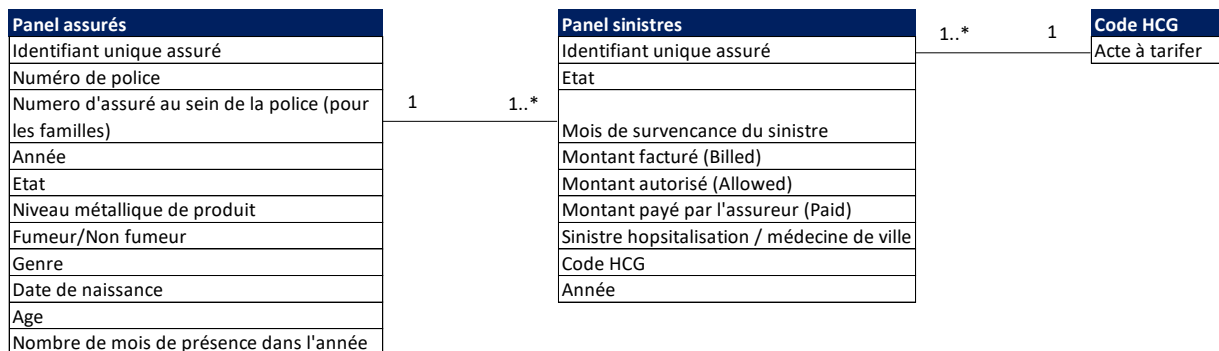 Panel assurés
Identifiant unique assuré
Numéro de police
Numero d'assuré au sein de la police (pour
les familles)
Année
Etat
Niveau métallique de produit
Fumeur/Non fumeur
Genre
Date de naissance
Age
Nombre de mois de présence dans l'année
1
1..*
Panel sinistres
Identifiant unique assuré
Etat
Mois de survencance du sinistre
Montant facturé (Billed)
Montant autorisé (Allowed)
Montant payé par l'assureur (Paid)
Sinistre hopsitalisation / médecine de ville
Code HCG
Année
1..*
1
Code HCG
Acte à tarifer